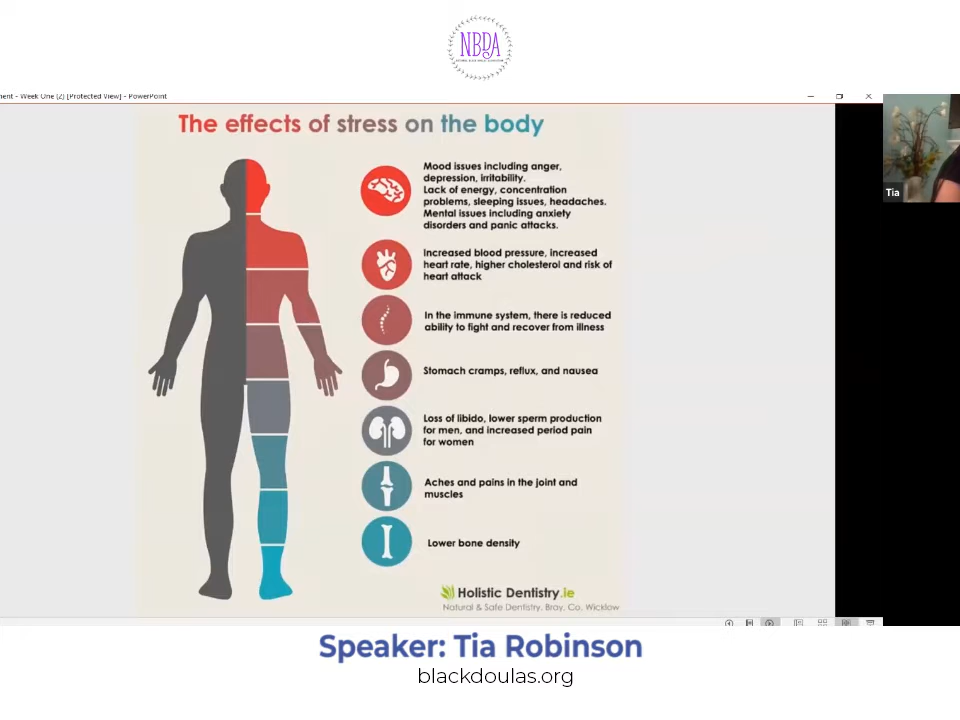 NBDA
NATIONAL BLACK DOULAS ASSOCIATION
ment - Week One (2) [Protected View] - PowerPoint
The effects of stress on the body
Mood issues including anger,
depression, irritability.
Lack of energy, concentration
problems, sleeping issues, headaches.
Mental issues including anxiety
disorders and panic attacks.
Increased blood pressure, increased
heart rate, higher cholesterol and risk of
heart attack
In the immune system, there is reduced
ability to fight and recover from illness
Stomach cramps, reflux, and nausea
Loss of libido, lower sperm production
for men, and increased period pain
for women
Aches and pains in the joint and
muscles
Lower bone density
Holistic Dentistry.ie
Natural & Safe Dentistry, Bray, Co, Wicklow
Tia
Speaker: Tia Robinson
blackdoulas.org